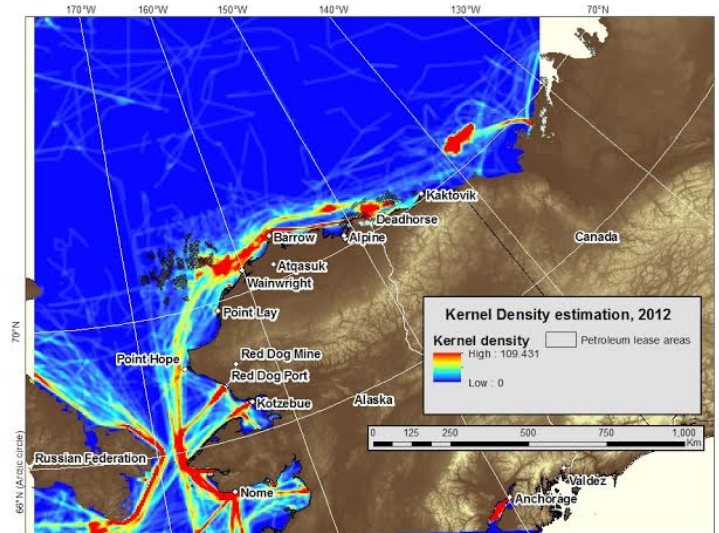 170°W
160°W
150°W
140°W
130°W
70°N
Kaktovik
Deadhorse
Barrow
Alpine
Canada
Atqasuk
Wainwright
Point Lay
70°N
Kernel Density estimation, 2012
Kernel density
Petroleum lease areas
High : 109.431
Low : 0
Point Hope
Red Dog Mine
Red Dog Port
Kotzebue
Alaska
0 125 250 500 750 1,000
Km
Russian Federation
66°N (Arctic circle)
Nome
Valdez
Anchorage